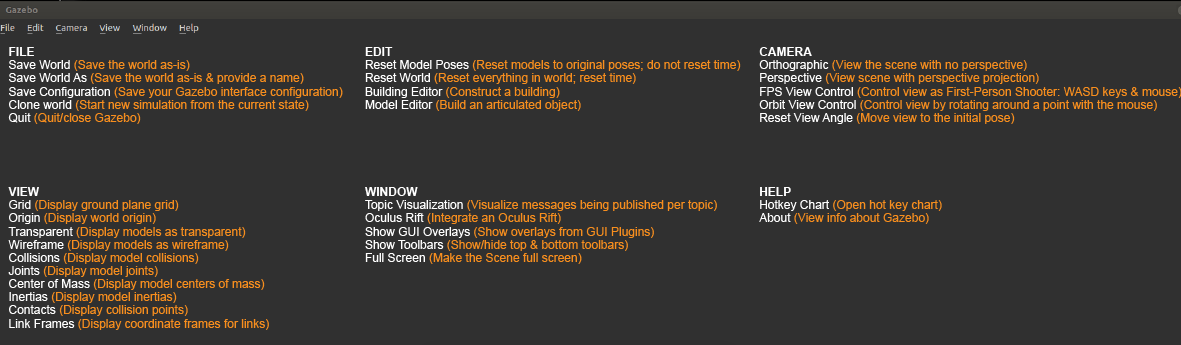 Gazebo
File Edit Camera View Window Help
FILE
Save World (Save the world as-is)
Save World As (Save the world as-is & provide a name)
Save Configuration (Save your Gazebo interface configuration)
Clone world (Start new simulation from the current state)
Quit (Quit/close Gazebo)
EDIT
Reset Model Poses (Reset models to original poses; do not reset time)
Reset World (Reset everything in world; reset time)
Building Editor (Construct a building)
Model Editor (Build an articulated object)
CAMERA
Orthographic (View the scene with no perspective)
Perspective (View scene with perspective projection)
FPS View Control (Control view as First-Person Shooter: WASD keys & mouse)
Orbit View Control (Control view by rotating around a point with the mouse)
Reset View Angle (Move view to the initial pose)
VIEW
Grid (Display ground plane grid)
Origin (Display world origin)
Transparent (Display models as transparent)
Wireframe (Display models as wireframe)
Collisions (Display model collisions)
Joints (Display model joints)
Center of Mass (Display model centers of mass)
Inertias (Display model inertias)
Contacts (Display collision points)
Link Frames (Display coordinate frames for links)
WINDOW
Topic Visualization (Visualize messages being published per topic)
Oculus Rift (Integrate an Oculus Rift)
Show GUI Overlays (Show overlays from GUI Plugins)
Show Toolbars (Show/hide top & bottom toolbars)
Full Screen (Make the Scene full screen)
HELP
Hotkey Chart (Open hot key chart)
About (View info about Gazebo)